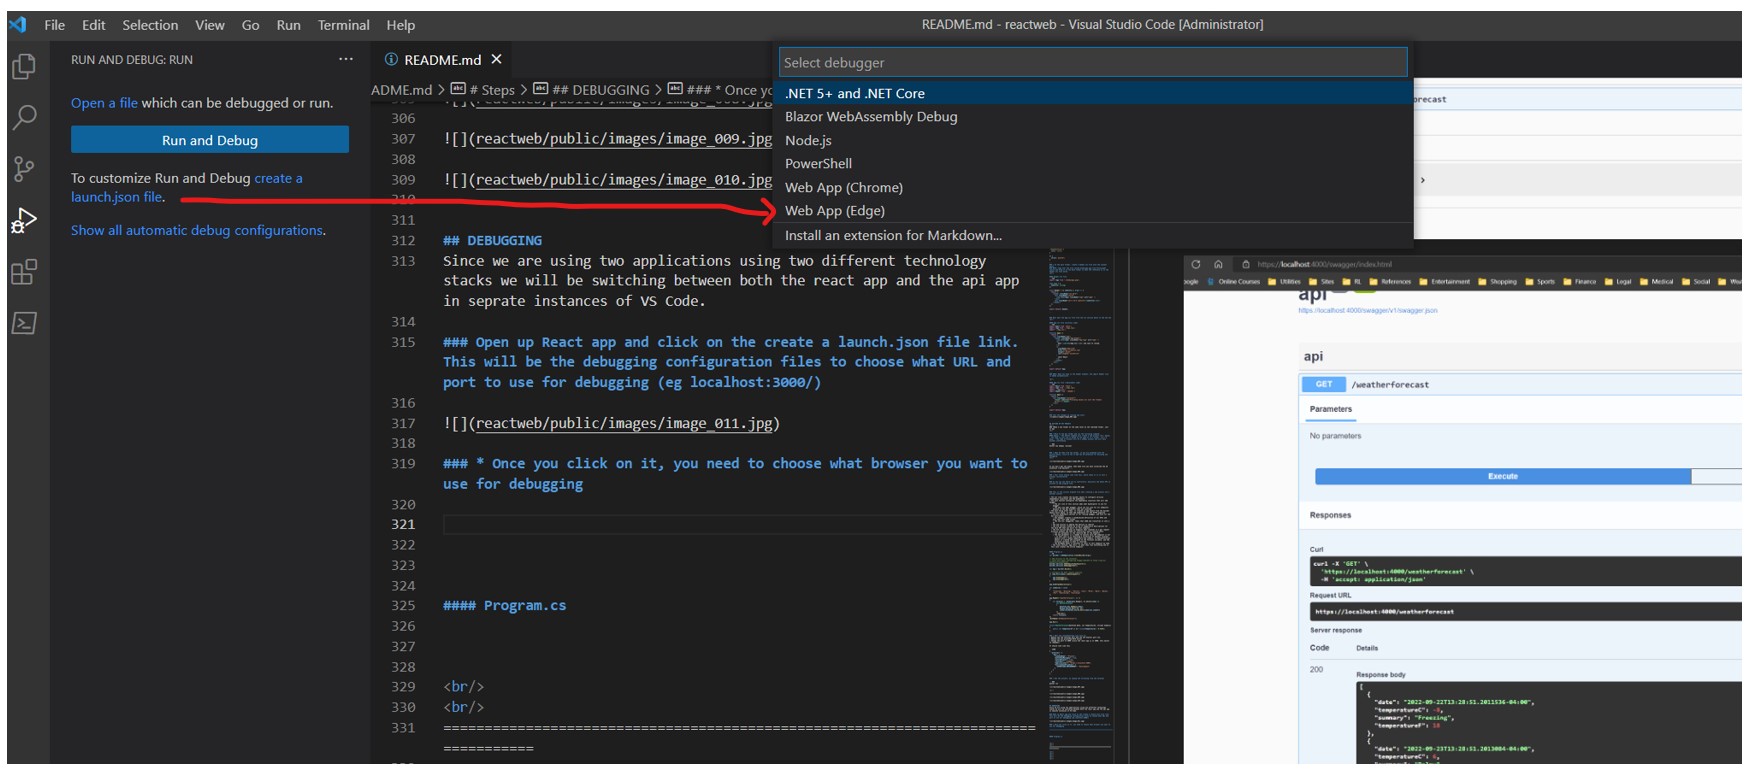 File Edit Selection View Go Run Terminal Help
README.md - reactweb - Visual Studio Code [Administrator]
RUN AND DEBUG: RUN ...
Open a file which can be debugged or run.
Run and Debug
To customize Run and Debug create a
launch.json file.
Show all automatic debug configurations.
README.md
ADME.md > # Steps > ## DEBUGGING > ### * Once yo
306
307 ![](reactweb/public/images/image_009.jpg
308
309 ![](reactweb/public/images/image_010.jpg
310
311
312 ## DEBUGGING
313 Since we are using two applications using two different technology
stacks we will be switching between both the react app and the api app
in seprate instances of VS Code.
314
315 ### Open up React app and click on the create a launch.json file link.
This will be the debugging configuration files to choose what URL and
port to use for debugging (eg localhost:3000/)
316
317 ![](reactweb/public/images/image_011.jpg)
318
319 ### * Once you click on it, you need to choose what browser you want to
use for debugging
320
321
322
323
324
325 #### Program.cs
326
327
328
329 <br/>
330 <br/>
331 =======================================================================
===========
Select debugger
.NET 5+ and .NET Core
Blazor WebAssembly Debug
Node.js
PowerShell
Web App (Chrome)
Web App (Edge)
Install an extension for Markdown...
orecast
https://localhost:4000/swagger/index.html
Online Courses Utilities Sites RL References Entertainment Shopping Sports Finance Legal Medical Social
api
https://localhost:4000/swagger/v1/swagger.json
api
GET /weatherforecast
Parameters
No parameters
Execute
Responses
Curl
curl -X 'GET' \
'https://localhost:4000/weatherforecast' \
-H 'accept: application/json'
Request URL
https://localhost:4000/weatherforecast
Server response
Code Details
200
Response body
[
{
"date": "2022-09-22T13:28:51.2011536-04:00",
"temperatureC": -8,
"summary": "Freezing",
"temperatureF": 18
},
{